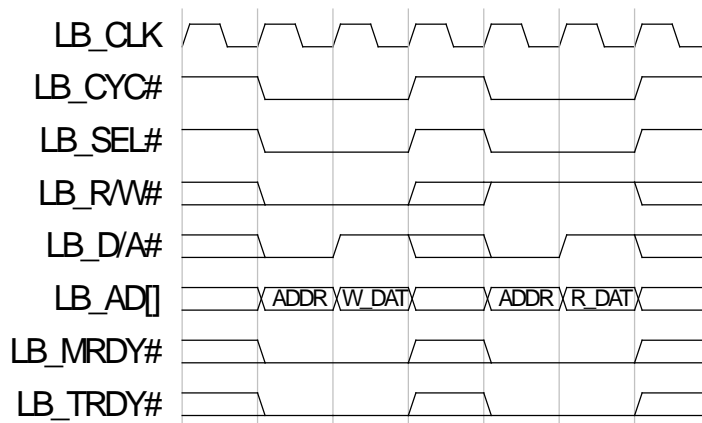 LB_CLK
LB_CYC#
LB_SEL#
LB_R/W#
LB_D/A#
LB_AD[] ADDR W_DAT ADDR R_DAT
LB_MRDY#
LB_TRDY#